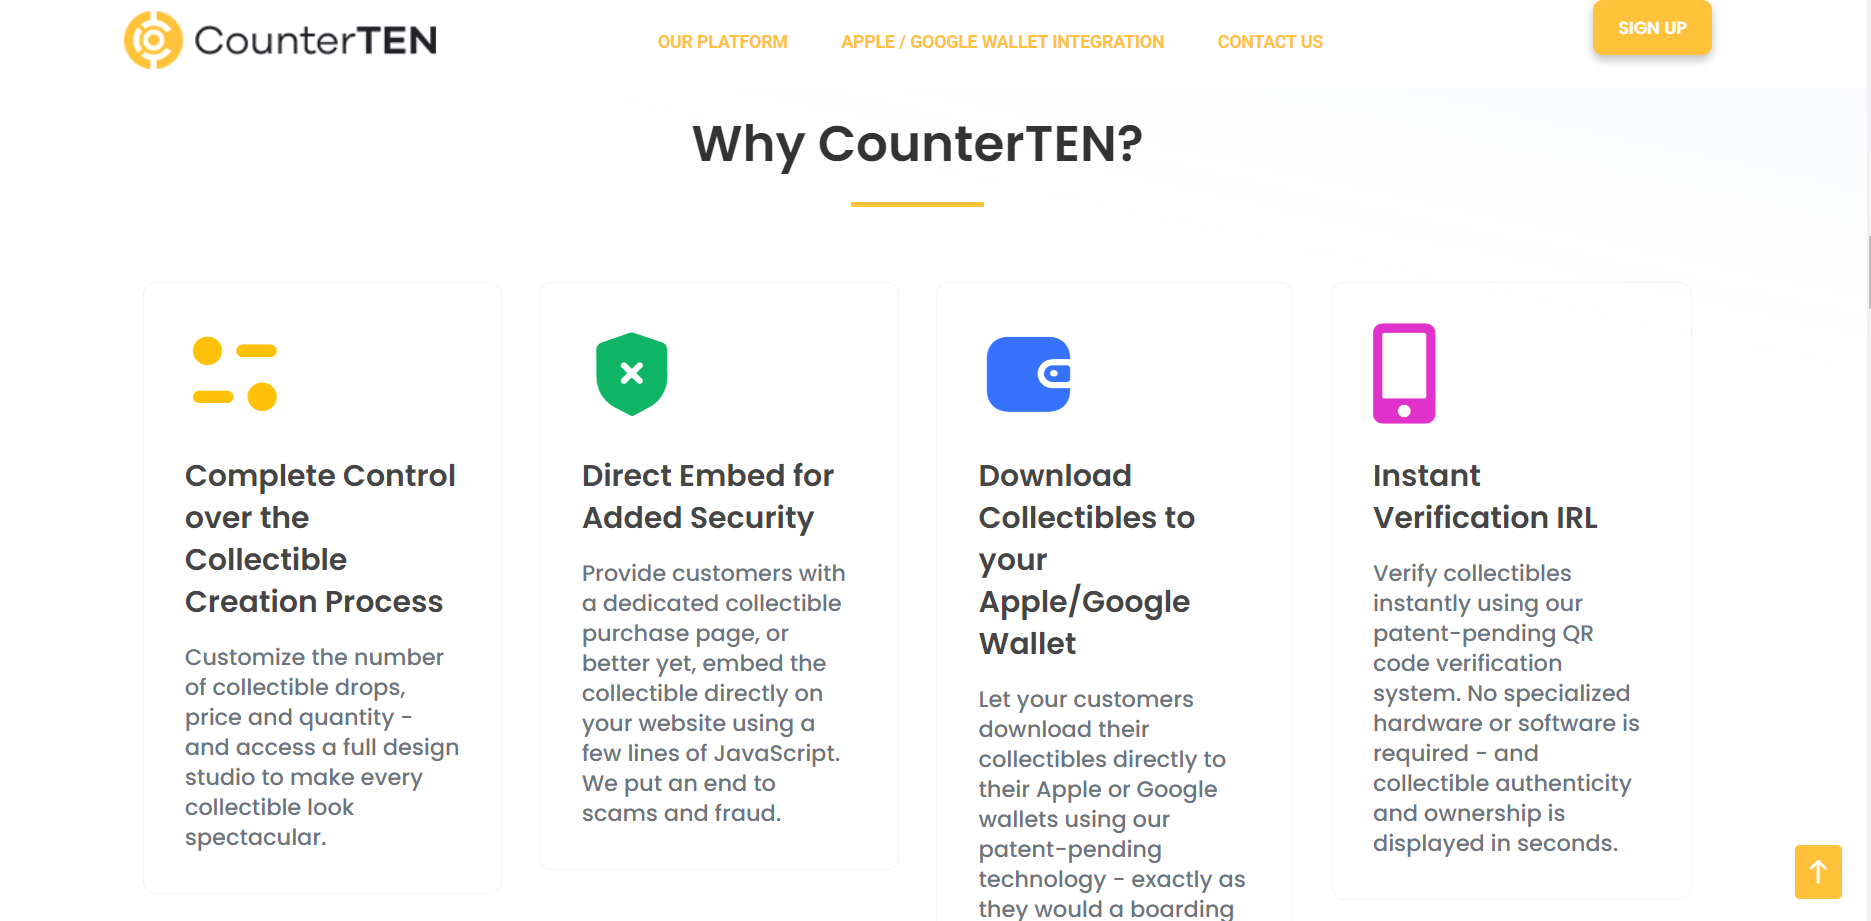 CounterTEN
OUR PLATFORM
APPLE / GOOGLE WALLET INTEGRATION
CONTACT US
SIGN UP
Why CounterTEN?
Complete Control
over the
Collectible
Creation Process
Customize the number
of collectible drops,
price and quantity -
and access a full design
studio to make every
collectible look
spectacular.
Direct Embed for
Added Security
Provide customers with
a dedicated collectible
purchase page, or
better yet, embed the
collectible directly on
your website using a
few lines of JavaScript.
We put an end to
scams and fraud.
Download
Collectibles to
your
Apple/Google
Wallet
Let your customers
download their
collectibles directly to
their Apple or Google
wallets using our
patent-pending
technology - exactly as
they would a boarding
Instant
Verification IRL
Verify collectibles
instantly using our
patent-pending QR
code verification
system. No specialized
hardware or software is
required - and
collectible authenticity
and ownership is
displayed in seconds.